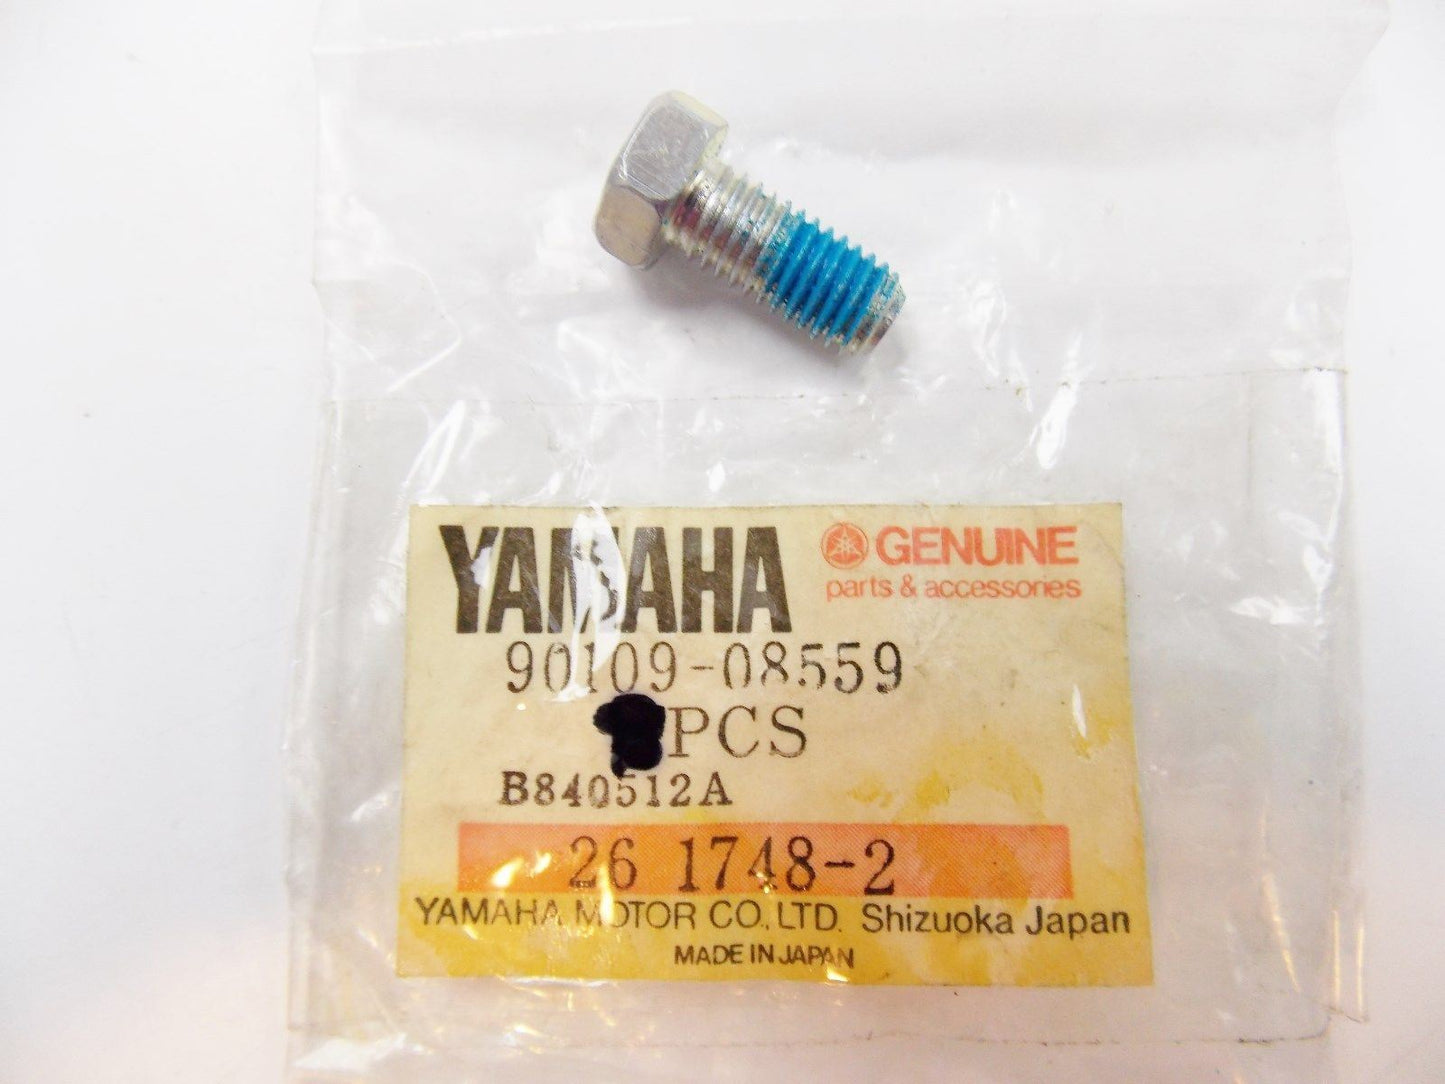 YAMAHA
GENUINE
parts & accessories
90109-08559
PCS
B840512A
26 1748-2
YAMAHA MOTOR CO., LTD. Shizuoka Japan
MADE IN JAPAN